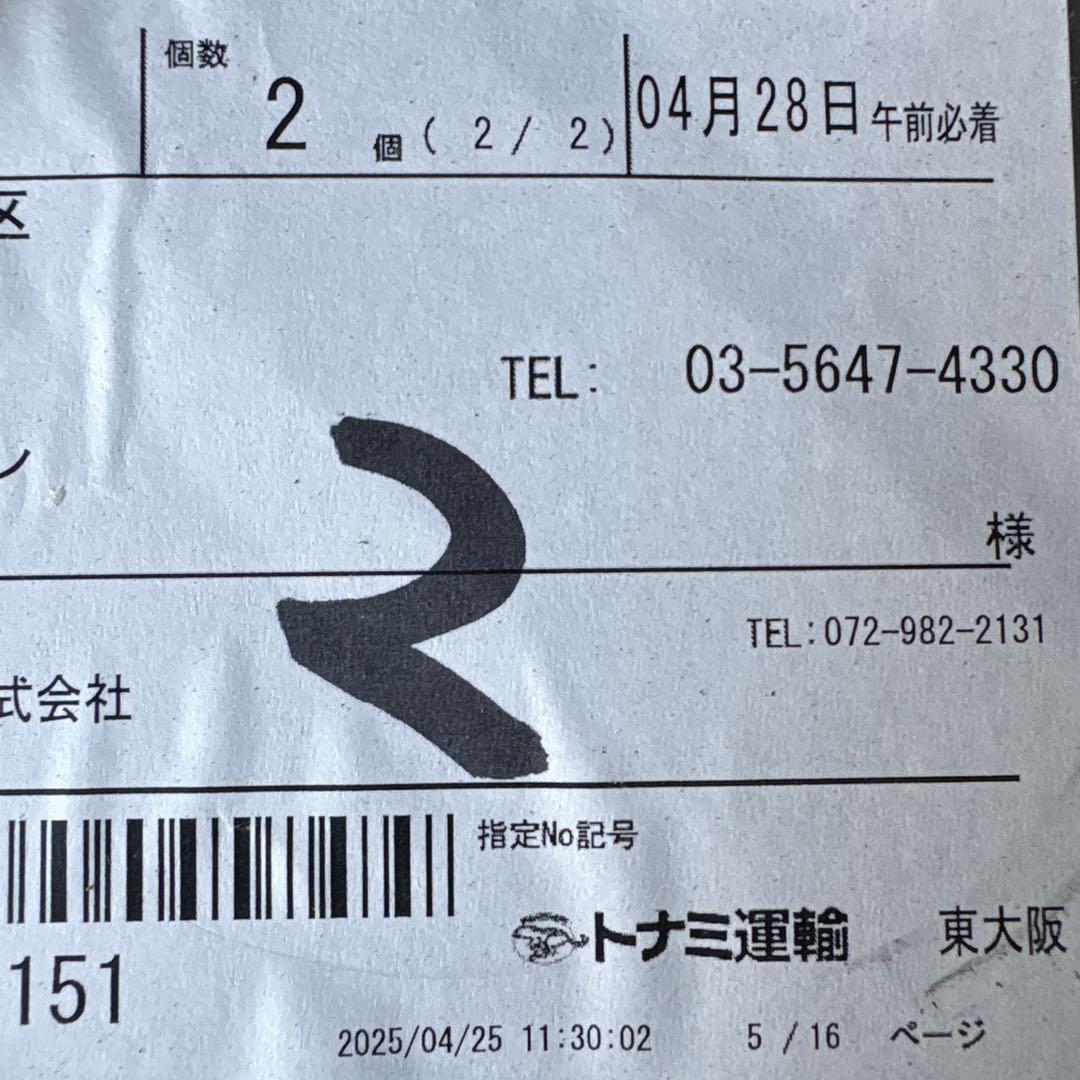 個数
2 個 ( 2 / 2) 04月28日 午前必着
区
TEL: 03-5647-4330
ン
様
TEL:072-982-2131
式会社
2
指定No記号
トナミ運輸 東大阪
151
2025/04/25 11:30:02 5 / 16 ページ